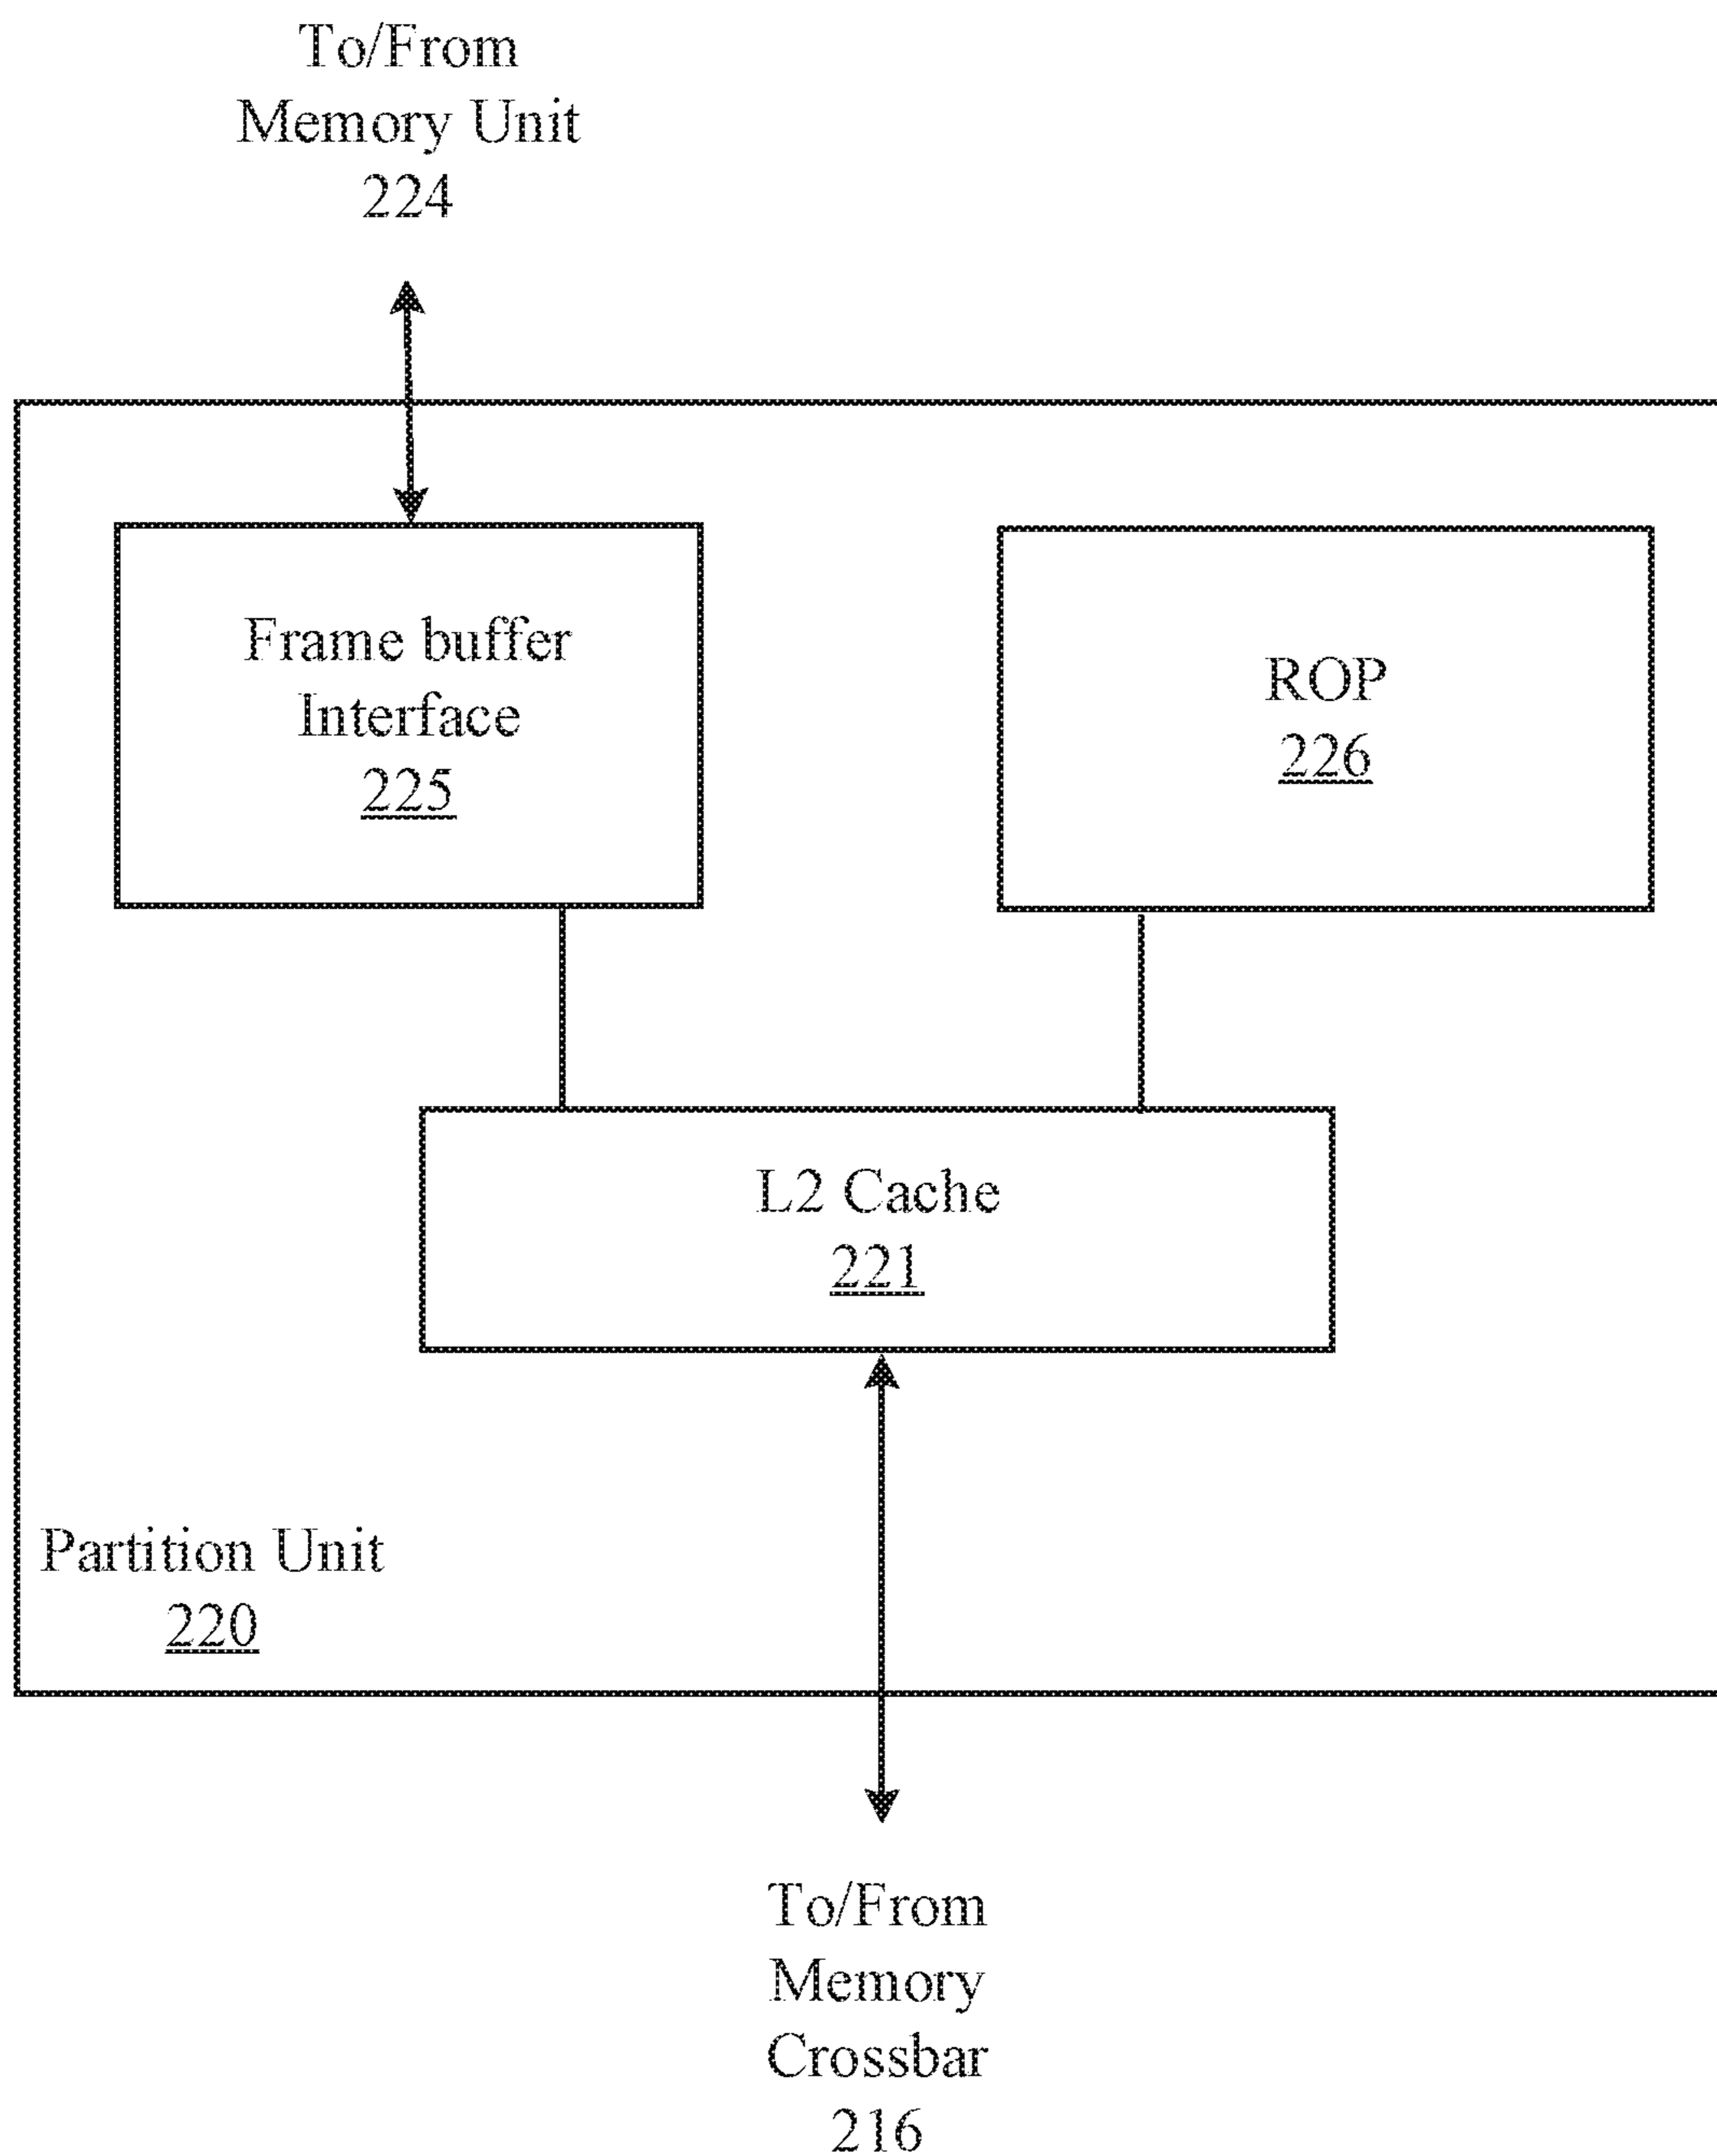 To/From
Memory Unit
224
Frame buffer
Interface
225
ROP
226
L2 Cache
221
Partition Unit
220
To/From
Memory
Crossbar
216